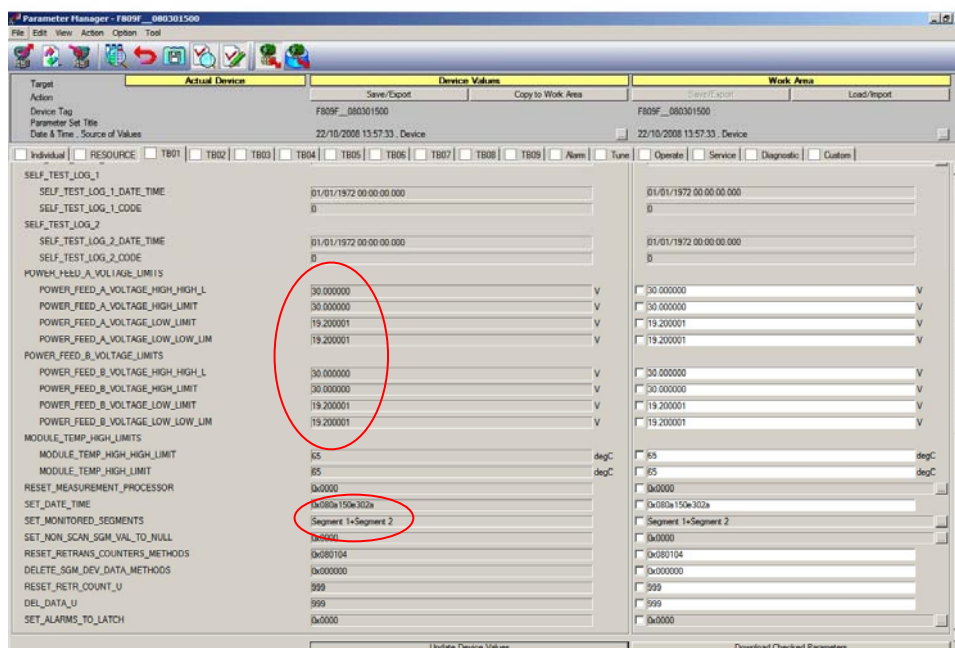 Parameter Manager - F809F__080301500
File Edit View Action Option Tool
Target Actual Device Device Values Work Area
Action Save/Export Copy to Work Area Save/Export Load/Import
Device Tag F809F__080301500 F809F__080301500
Parameter Set Title
Date & Time , Source of Values 22/10/2008 13:57:33 , Device ... 22/10/2008 13:57:33 , Device ...
Individual RESOURCE TB01 TB02 TB03 TB04 TB05 TB06 TB07 TB08 TB09 Alarm Tune Operate Service Diagnostic Custom
SELF_TEST_LOG_1
SELF_TEST_LOG_1_DATE_TIME 01/01/1972 00:00:00.000 01/01/1972 00:00:00.000
SELF_TEST_LOG_1_CODE 0 0
SELF_TEST_LOG_2
SELF_TEST_LOG_2_DATE_TIME 01/01/1972 00:00:00.000 01/01/1972 00:00:00.000
SELF_TEST_LOG_2_CODE 0 0
POWER_FEED_A_VOLTAGE_LIMITS
POWER_FEED_A_VOLTAGE_HIGH_HIGH_L 30.000000 V 30.000000 V
POWER_FEED_A_VOLTAGE_HIGH_LIMIT 30.000000 V 30.000000 V
POWER_FEED_A_VOLTAGE_LOW_LIMIT 19.200001 V 19.200001 V
POWER_FEED_A_VOLTAGE_LOW_LOW_LIM 19.200001 V 19.200001 V
POWER_FEED_B_VOLTAGE_LIMITS
POWER_FEED_B_VOLTAGE_HIGH_HIGH_L 30.000000 V 30.000000 V
POWER_FEED_B_VOLTAGE_HIGH_LIMIT 30.000000 V 30.000000 V
POWER_FEED_B_VOLTAGE_LOW_LIMIT 19.200001 V 19.200001 V
POWER_FEED_B_VOLTAGE_LOW_LOW_LIM 19.200001 V 19.200001 V
MODULE_TEMP_HIGH_LIMITS
MODULE_TEMP_HIGH_HIGH_LIMIT 65 degC 65 degC
MODULE_TEMP_HIGH_LIMIT 65 degC 65 degC
RESET_MEASUREMENT_PROCESSOR 0x0000 0x0000 ...
SET_DATE_TIME 0x080a150e302a 0x080a150e302a
SET_MONITORED_SEGMENTS Segment 1+Segment 2 Segment 1+Segment 2 ...
SET_NON_SCAN_SGM_VAL_TO_NULL 0x0000 0x0000 ...
RESET_RETRANS_COUNTERS_METHODS 0x080104 0x080104
DELETE_SGM_DEV_DATA_METHODS 0x000000 0x000000
RESET_RETR_COUNT_U 999 999
DEL_DATA_U 999 999
SET_ALARMS_TO_LATCH 0x0000 0x0000 ...
Update Device Values Download Checked Parameters